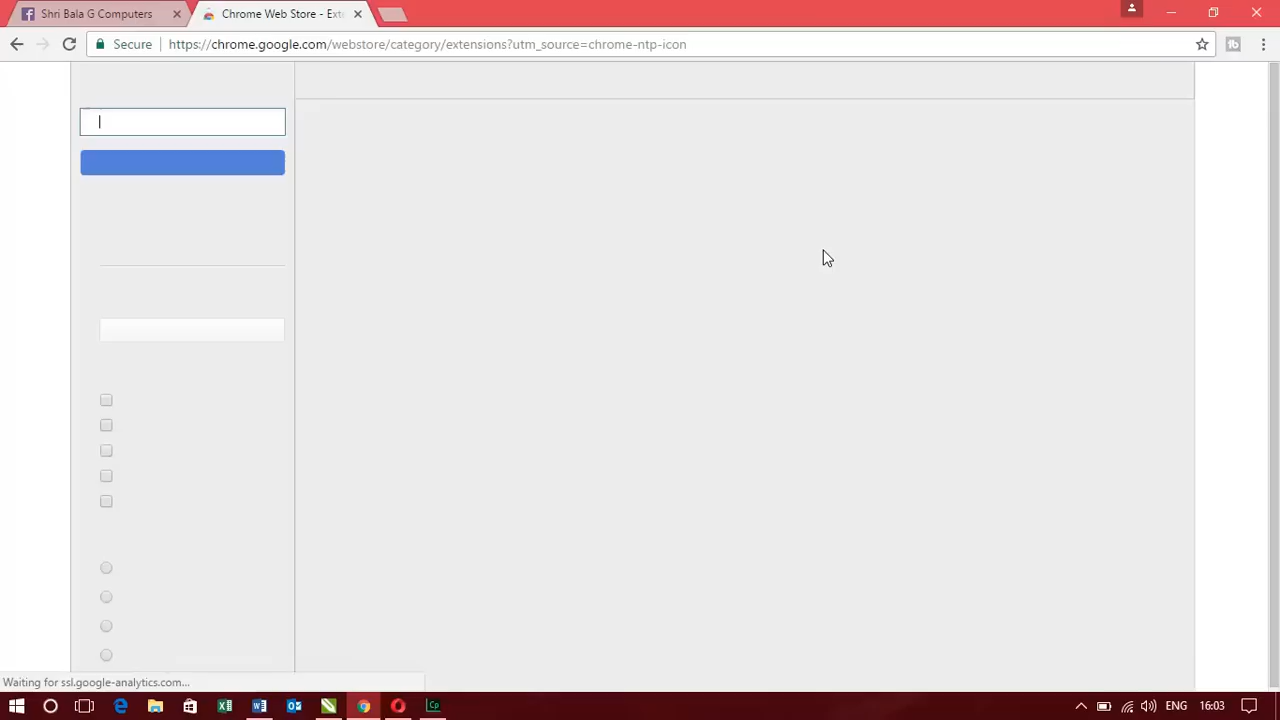 Shri Bala G Computers
Chrome Web Store - Exte
Secure
https://chrome.google.com/webstore/category/extensions?utm_source=chrome-ntp-icon
Waiting for ssl.google-analytics.com...
ENG
16:03